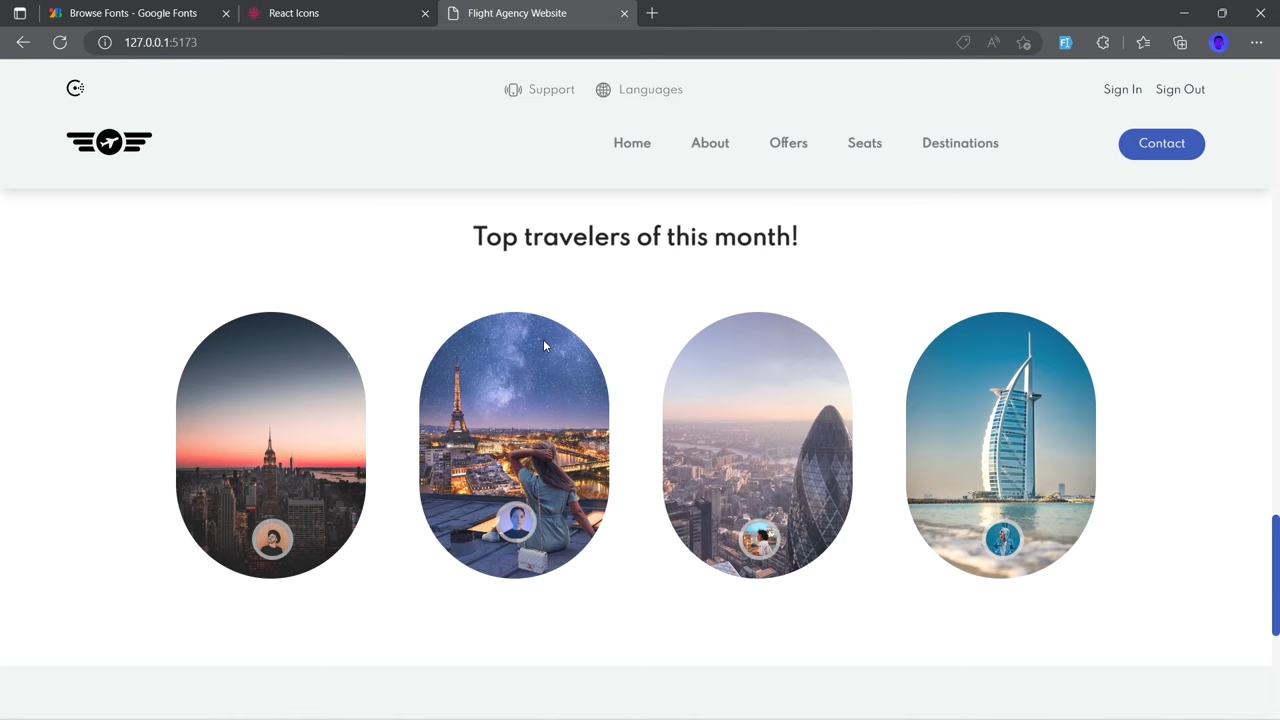 Browse Fonts - Google Fonts
React Icons
Flight Agency Website
127.0.0.1:5173
Support
Languages
Sign In
Sign Out
Home
About
Offers
Seats
Destinations
Contact
Top travelers of this month!